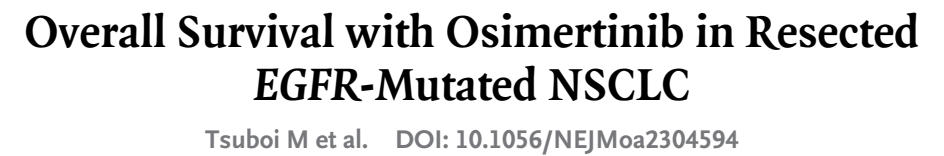 Overall Survival with Osimertinib in Resected
EGFR-Mutated NSCLC
Tsuboi M et al. DOI: 10.1056/NEJMoa2304594